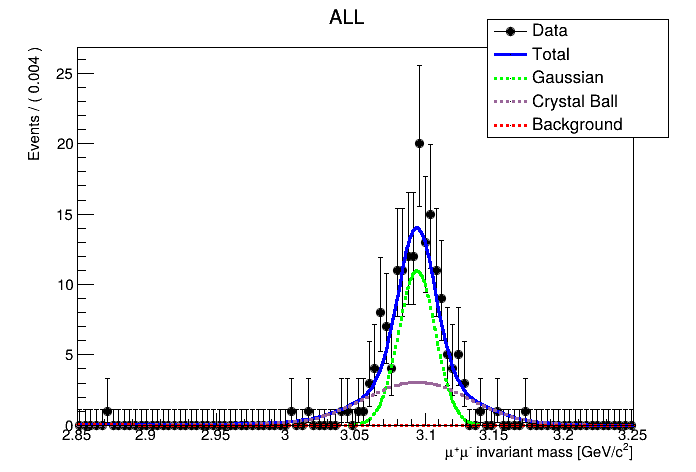 ALL
Data
Total
Gaussian
Crystal Ball
Background
Events / ( 0.004 )
25
20
15
10
5
0
2.85 2.9 2.95 3 3.05 3.1 3.15 3.2 3.25
μ⁺μ⁻ invariant mass [GeV/c²]